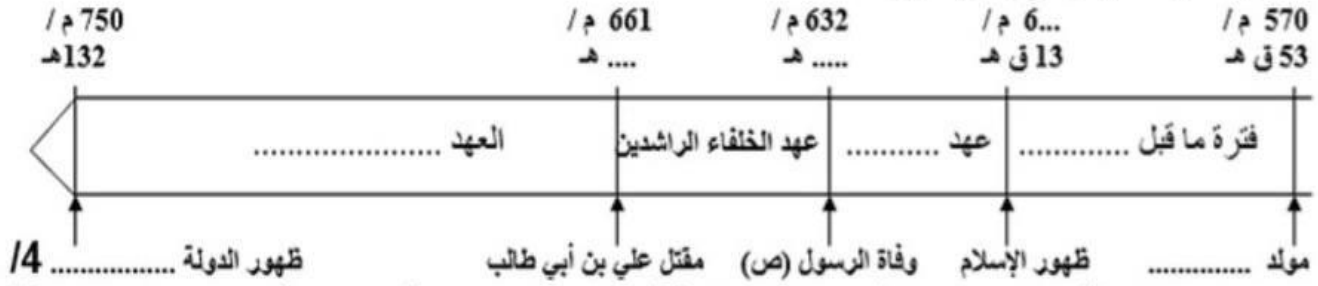 570 م / 6... م / 632 م / 661 م / 750 م /
53 ق هـ 13 ق هـ ..... هـ .... هـ 132هـ
فترة ما قبل ............. عهد ........... عهد الخلفاء الراشدين العهد ......................
مولد .............. ظهور الإسلام وفاة الرسول (ص) مقتل علي بن أبي طالب ظهور الدولة ................. 4/